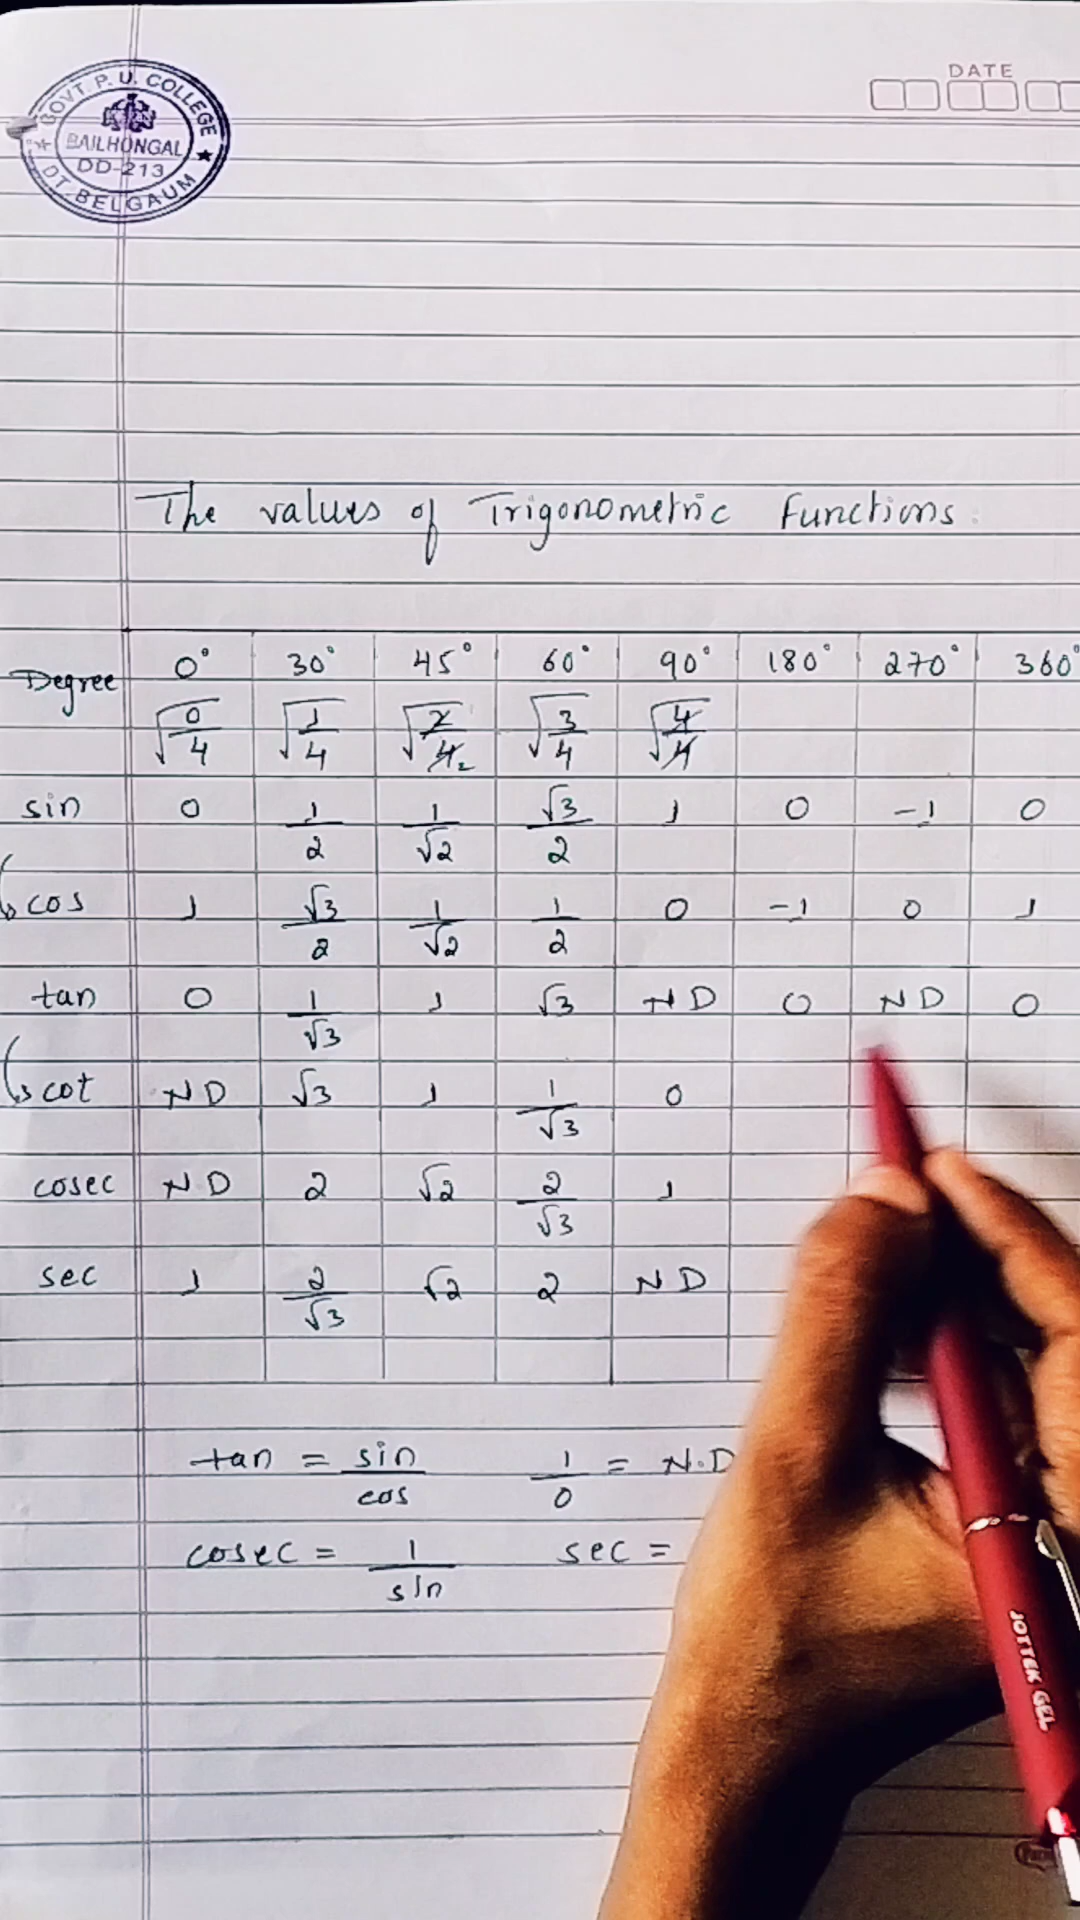 GOVT P. U. COLLEGE
BAILHONGAL
DD-213
DT. BELGAUM
DATE
The values of Trigonometric Functions.
Degree 0° 30° 45° 60° 90° 180° 270° 360°
√0/4 √1/4 √2/4 2 √3/4 √4/4
sin 0 1/2 1/√2 √3/2 1 0 -1 0
cos 1 √3/2 1/√2 1/2 0 -1 0 1
tan 0 1/√3 1 √3 ND 0 ND 0
cot ND √3 1 1/√3 0
cosec ND 2 √2 2/√3 1
sec 1 2/√3 √2 2 ND
tan = sin/cos 1/0 = N.D
cosec = 1/sin sec =
JOTTEK GEL